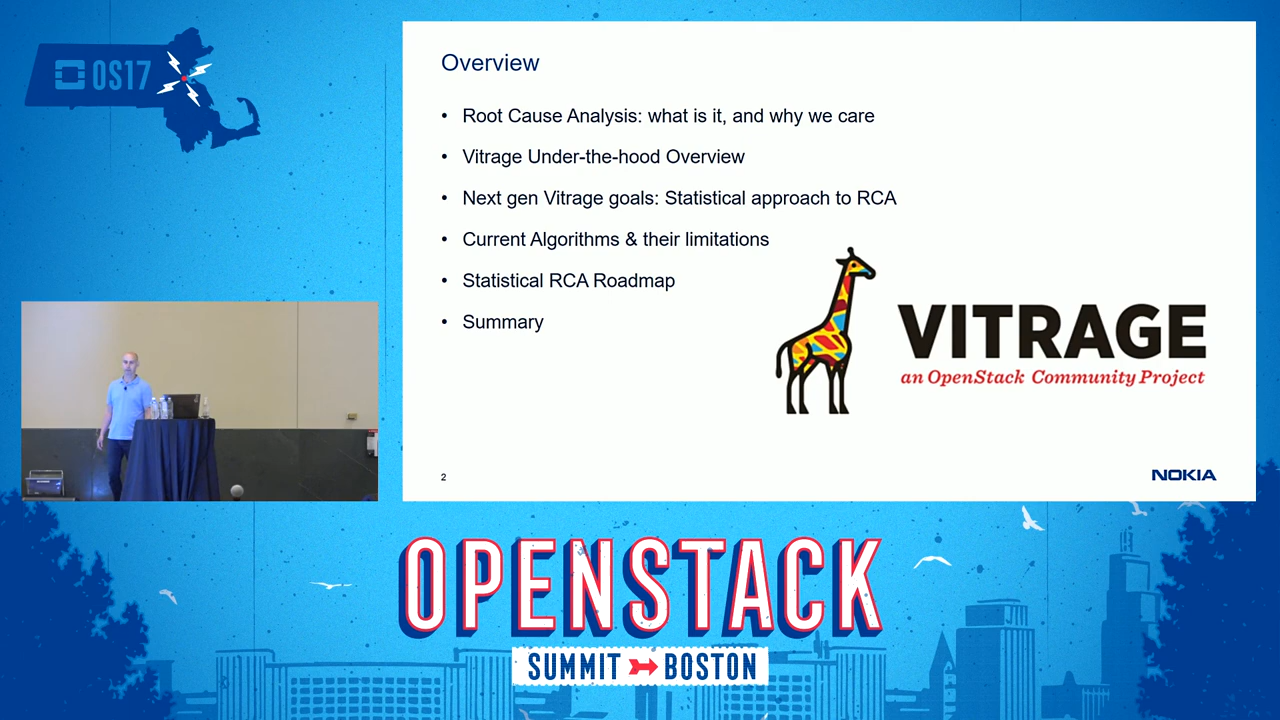 OS17
Overview
• Root Cause Analysis: what is it, and why we care
• Vitrage Under-the-hood Overview
• Next gen Vitrage goals: Statistical approach to RCA
• Current Algorithms & their limitations
• Statistical RCA Roadmap
• Summary
VITRAGE
an OpenStack Community Project
2
NOKIA
OPENSTACK
SUMMIT BOSTON